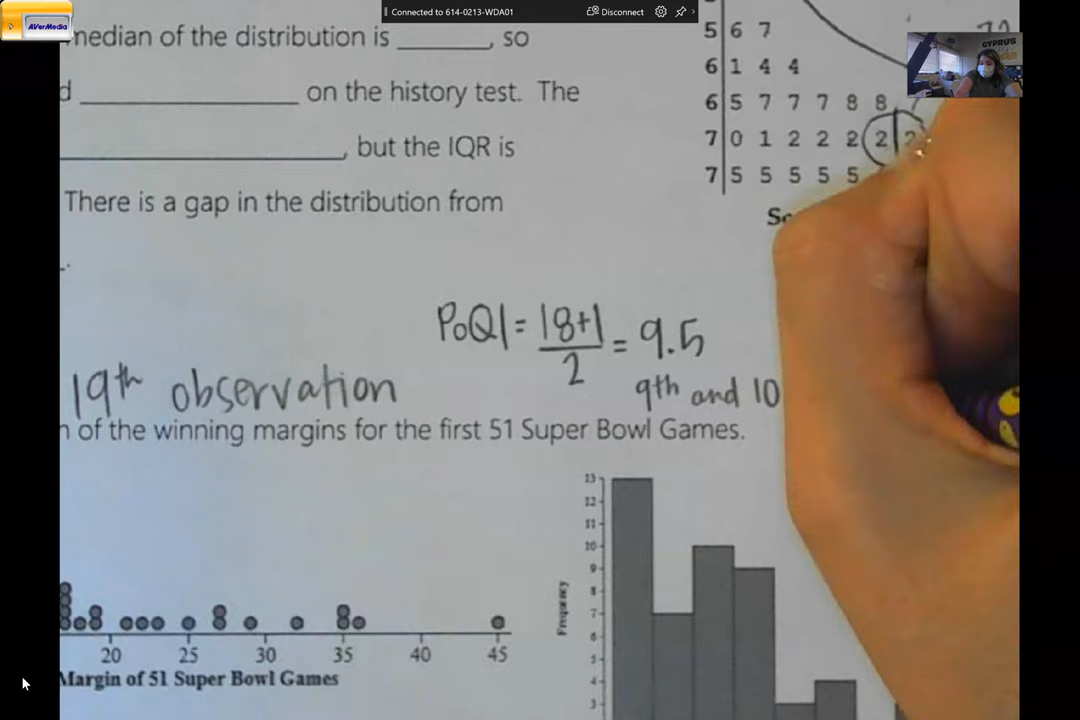 Connected to 614-0213-WDA01
Disconnect
AVerMedia
CYPRUS
median of the distribution is ______, so
d ______ on the history test. The
______, but the IQR is
There is a gap in the distribution from
5|6 7
6|1 4 4
6|5 7 7 7 8 8
7|0 1 2 2 2 2 2
7|5 5 5 5 5
PoQ1 = 18+1
2
= 9.5
9th and 10
19th observation
of the winning margins for the first 51 Super Bowl Games.
13
12
11
10
9
8
7
6
5
4
3
Frequency
20 25 30 35 40 45
Margin of 51 Super Bowl Games